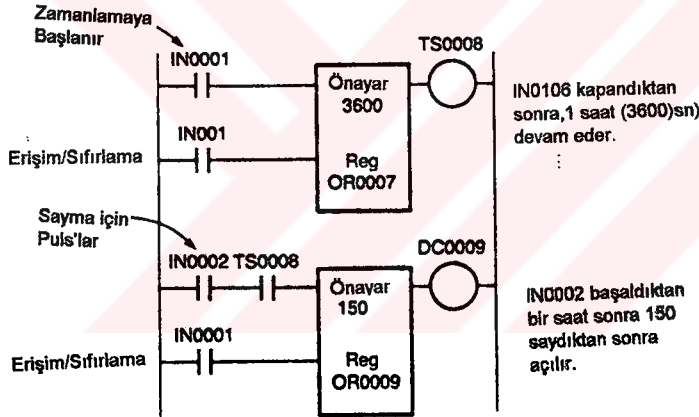 Zamanlamaya
Başlanır
IN0001
TS0008
Önayar
3600
IN0106 kapandıktan
sonra,1 saat (3600)sn)
devam eder.
IN001
Erişim/Sıfırlama
Reg
OR0007
Sayma için
Puls'lar
IN0002 TS0008
DC0009
Önayar
150
IN0002 başaldıktan
bir saat sonra 150
saydıktan sonra
açılır.
IN0001
Erişim/Sıfırlama
Reg
OR0009